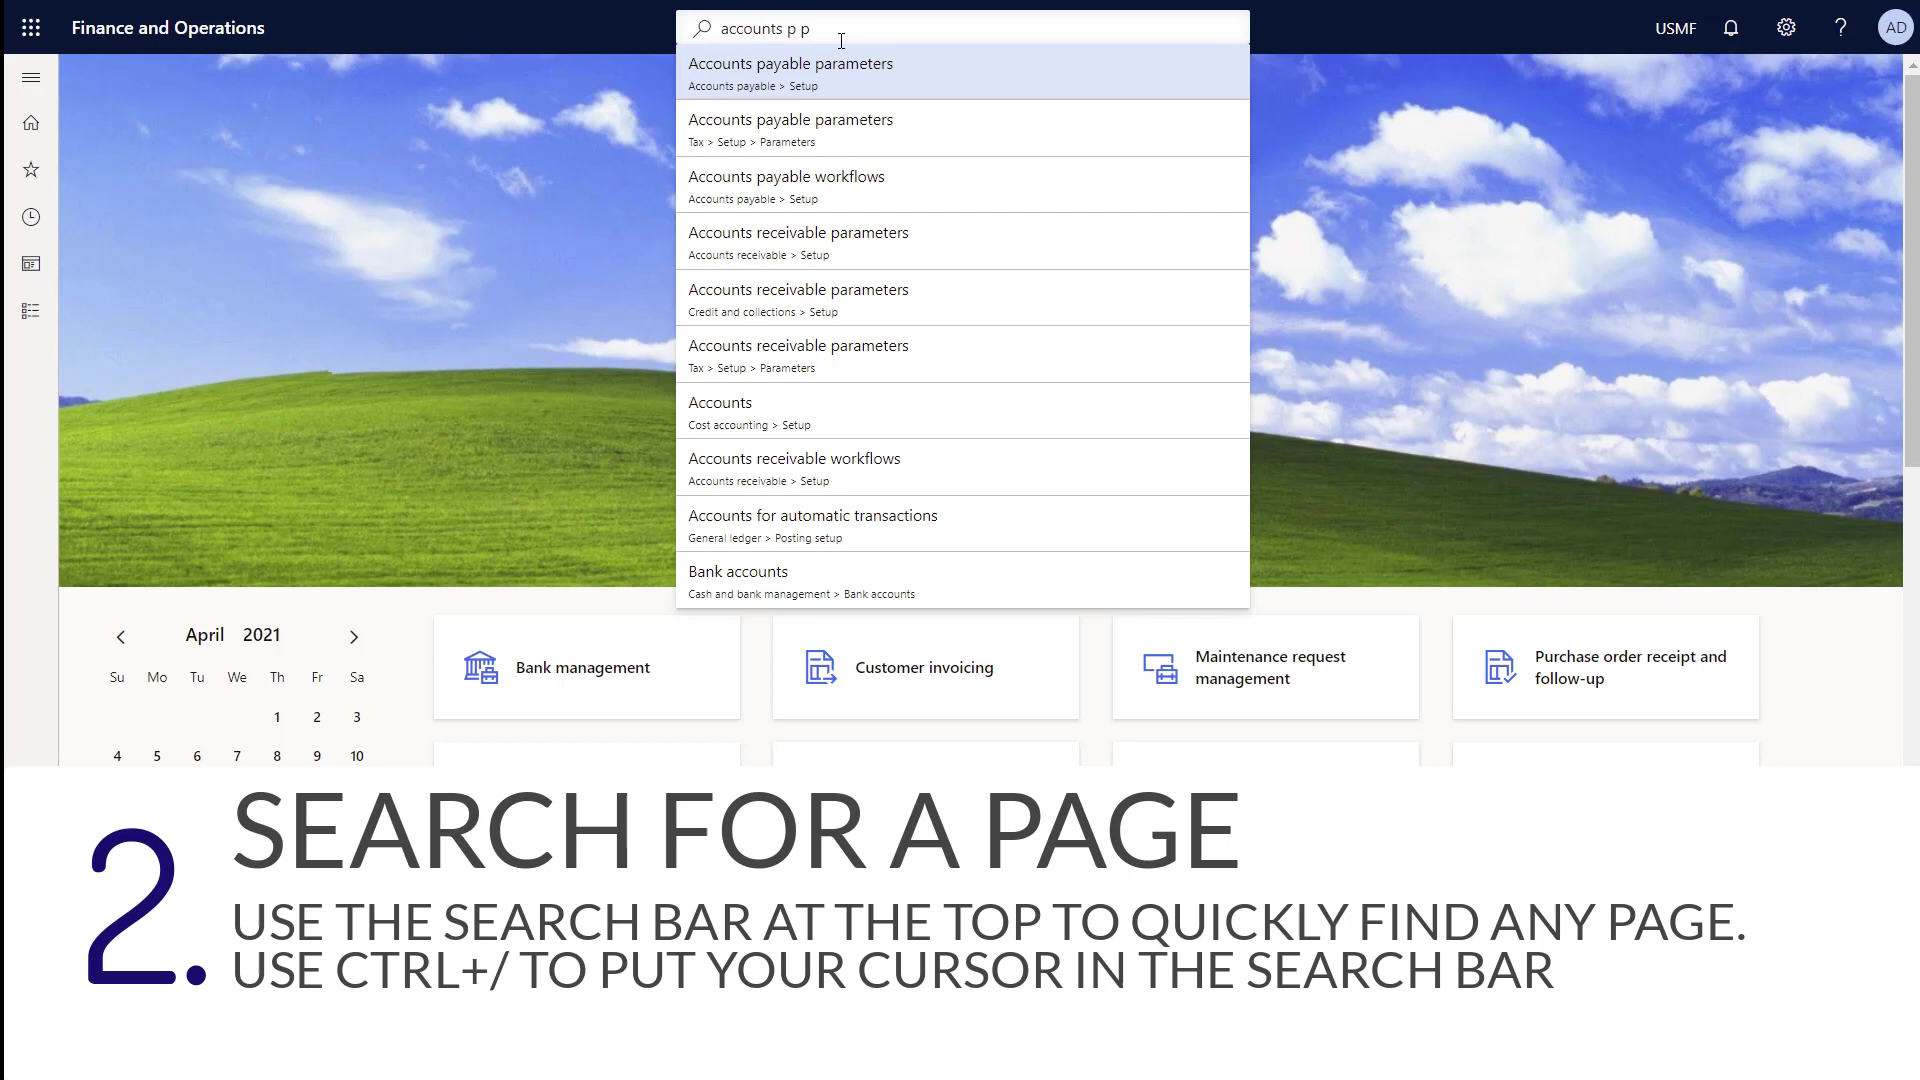 Finance and Operations
accounts p p
USMF
AD
Accounts payable parameters
Accounts payable > Setup
Accounts payable parameters
Tax > Setup > Parameters
Accounts payable workflows
Accounts payable > Setup
Accounts receivable parameters
Accounts receivable > Setup
Accounts receivable parameters
Credit and collections > Setup
Accounts receivable parameters
Tax > Setup > Parameters
Accounts
Cost accounting > Setup
Accounts receivable workflows
Accounts receivable > Setup
Accounts for automatic transactions
General ledger > Posting setup
Bank accounts
Cash and bank management > Bank accounts
April 2021
Su Mo Tu We Th Fr Sa
1 2 3
4 5 6 7 8 9 10
Bank management
Customer invoicing
Maintenance request
management
Purchase order receipt and
follow-up
2.
SEARCH FOR A PAGE
USE THE SEARCH BAR AT THE TOP TO QUICKLY FIND ANY PAGE.
USE CTRL+/ TO PUT YOUR CURSOR IN THE SEARCH BAR